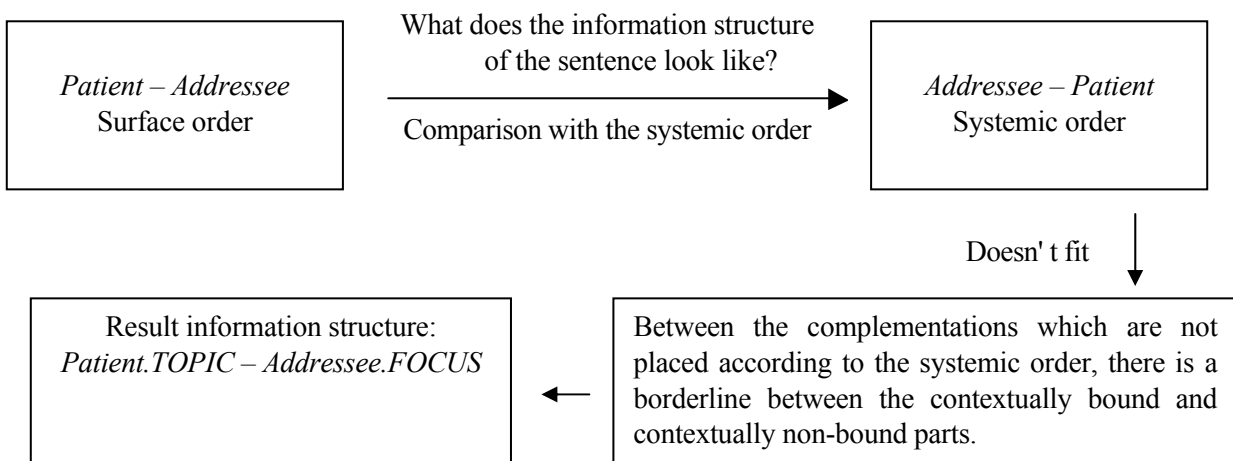 Patient – Addressee
Surface order
What does the information structure
of the sentence look like?
Comparison with the systemic order
Addressee – Patient
Systemic order
Doesn' t fit
Between the complementations which are not
placed according to the systemic order, there is a
borderline between the contextually bound and
contextually non-bound parts.
Result information structure:
Patient.TOPIC – Addressee.FOCUS